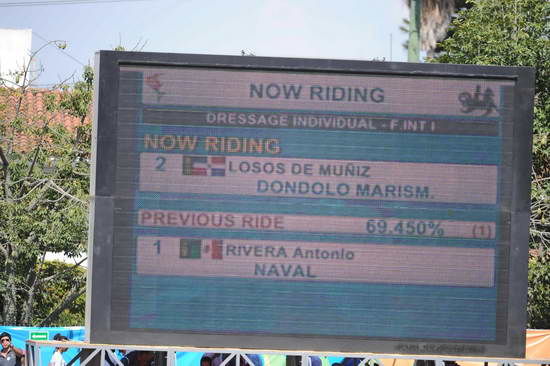 NOW RIDING
DRESSAGE INDIVIDUAL - F.INT I
NOW RIDING
2 LOSOS DE MUÑIZ
DONDOLO MARISM.
PREVIOUS RIDE 69.450% (1)
1 RIVERA Antonio
NAVAL